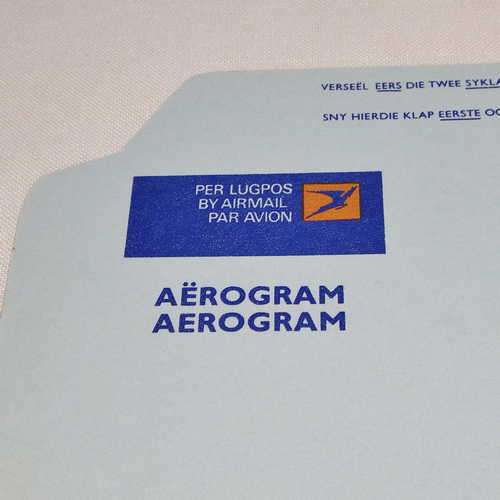 VERSEËL EERS DIE TWEE
SNY HIERDIE KLAP EERSTE
PER LUGPOS
BY AIRMAIL
PAR AVION
AËROGRAM
AEROGRAM